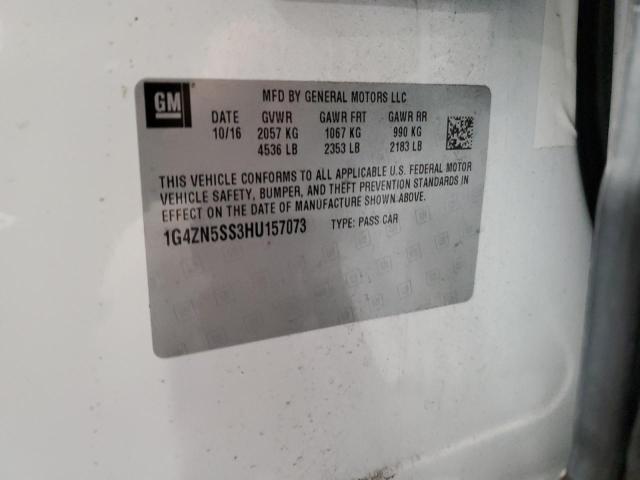 GM
MFD BY GENERAL MOTORS LLC
DATE GVWR GAWR FRT GAWR RR
10/16 2057 KG 1067 KG 990 KG
4536 LB 2353 LB 2183 LB
THIS VEHICLE CONFORMS TO ALL APPLICABLE U.S. FEDERAL MOTOR
VEHICLE SAFETY, BUMPER, AND THEFT PREVENTION STANDARDS IN
EFFECT ON THE DATE OF MANUFACTURE SHOWN ABOVE.
1G4ZN5SS3HU157073 TYPE: PASS CAR